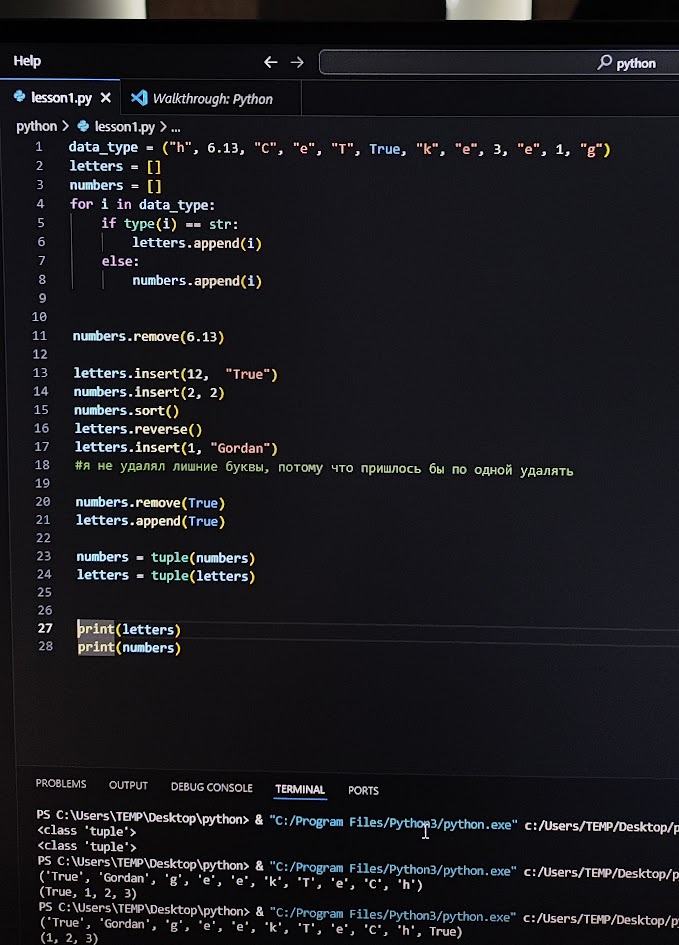 Help
python
lesson1.py
Walkthrough: Python
python > lesson1.py > ...
1 data_type = ("h", 6.13, "C", "e", "T", True, "k", "e", 3, "e", 1, "g")
2 letters = []
3 numbers = []
4 for i in data_type:
5 if type(i) == str:
6 letters.append(i)
7 else:
8 numbers.append(i)
9
10
11 numbers.remove(6.13)
12
13 letters.insert(12,  "True")
14 numbers.insert(2, 2)
15 numbers.sort()
16 letters.reverse()
17 letters.insert(1, "Gordan")
18 #я не удалял лишние буквы, потому что пришлось бы по одной удалять
19
20 numbers.remove(True)
21 letters.append(True)
22
23 numbers = tuple(numbers)
24 letters = tuple(letters)
25
26
27 print(letters)
28 print(numbers)
PROBLEMS OUTPUT DEBUG CONSOLE TERMINAL PORTS
PS C:\Users\TEMP\Desktop\python> & "C:/Program Files/Python3/python.exe" c:/Users/TEMP/Desktop/p
<class 'tuple'>
<class 'tuple'>
PS C:\Users\TEMP\Desktop\python> & "C:/Program Files/Python3/python.exe" c:/Users/TEMP/Desktop/p
('True', 'Gordan', 'g', 'e', 'e', 'k', 'T', 'e', 'C', 'h')
(True, 1, 2, 3)
PS C:\Users\TEMP\Desktop\python> & "C:/Program Files/Python3/python.exe" c:/Users/TEMP/Desktop/p
('True', 'Gordan', 'g', 'e', 'e', 'k', 'T', 'e', 'C', 'h', True)
(1, 2, 3)